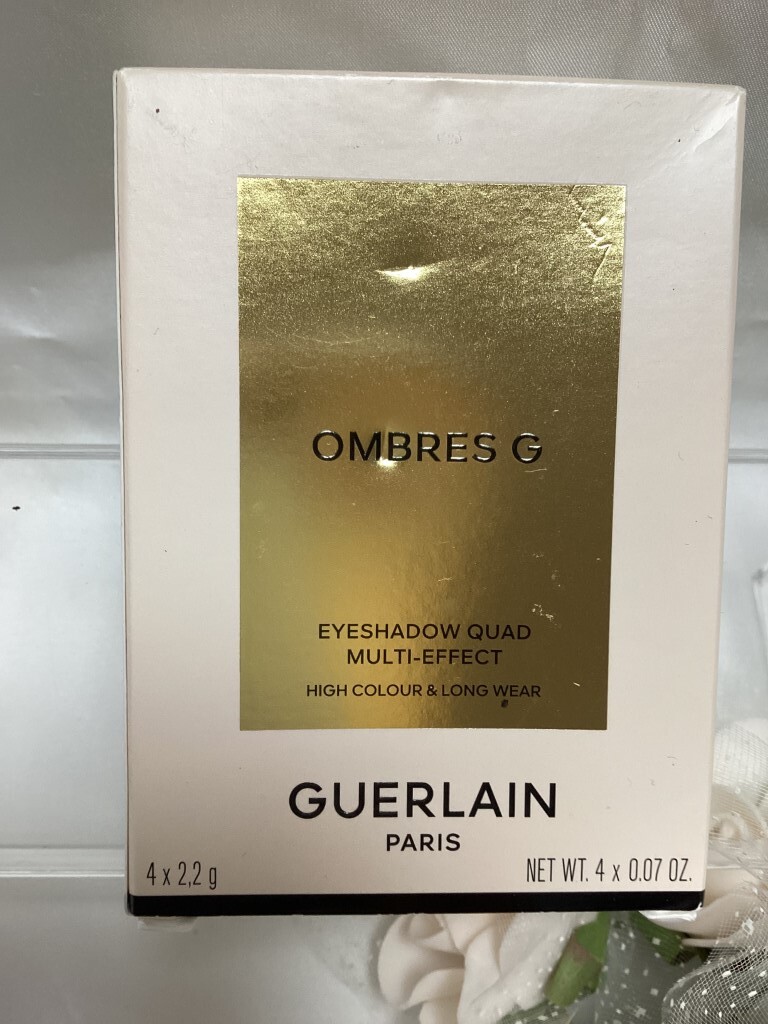 OMBRES G
EYESHADOW QUAD
MULTI-EFFECT
HIGH COLOUR & LONG WEAR
GUERLAIN
PARIS
4 x 2,2 g
NET WT. 4 x 0.07 OZ.